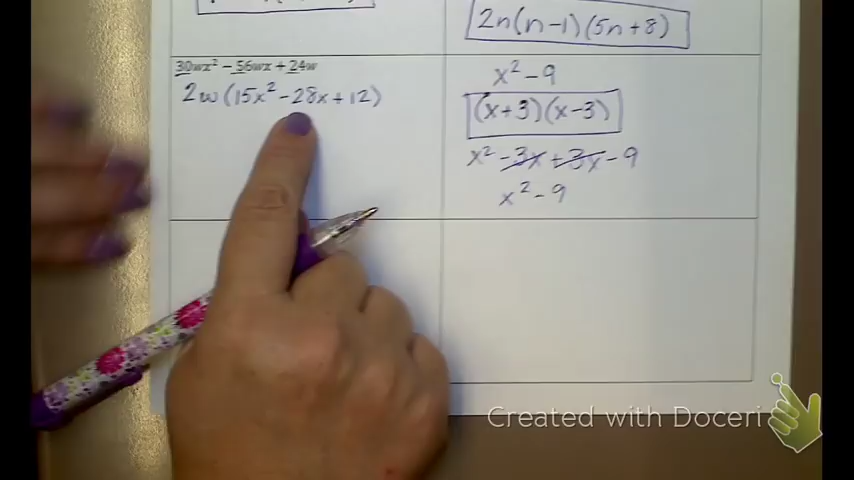 2n(n-1)(5n+8)
30wx² - 56wx + 24w
2w(15x² - 28x + 12)
x² - 9
(x+3)(x-3)
x² - 3x + 3x - 9
x² - 9
Created with Doceri